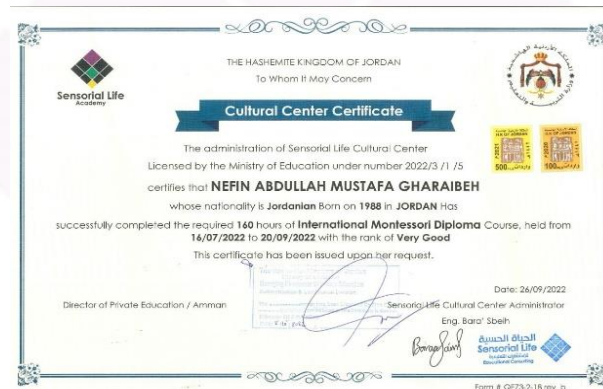 Sensorial Life
Academy
THE HASHEMITE KINGDOM OF JORDAN
To Whom It May Concern
Cultural Center Certificate
The administration of Sensorial Life Cultural Center
Licensed by the Ministry of Education under number 2022/3 /1 /5
certifies that NEFIN ABDULLAH MUSTAFA GHARAIBEH
whose nationality is Jordanian Born on 1988 in JORDAN Has
successfully completed the required 160 hours of International Montessori Diploma Course, held from
16/07/2022 to 20/09/2022 with the rank of Very Good
This certificate has been issued upon her request.
Date: 26/09/2022
Director of Private Education / Amman
Sensorial Life Cultural Center Administrator
Eng. Bara' Sbeih
الحياة الحسية
Sensorial Life
Educational Consulting
Form # QF73-2-18 rev. b